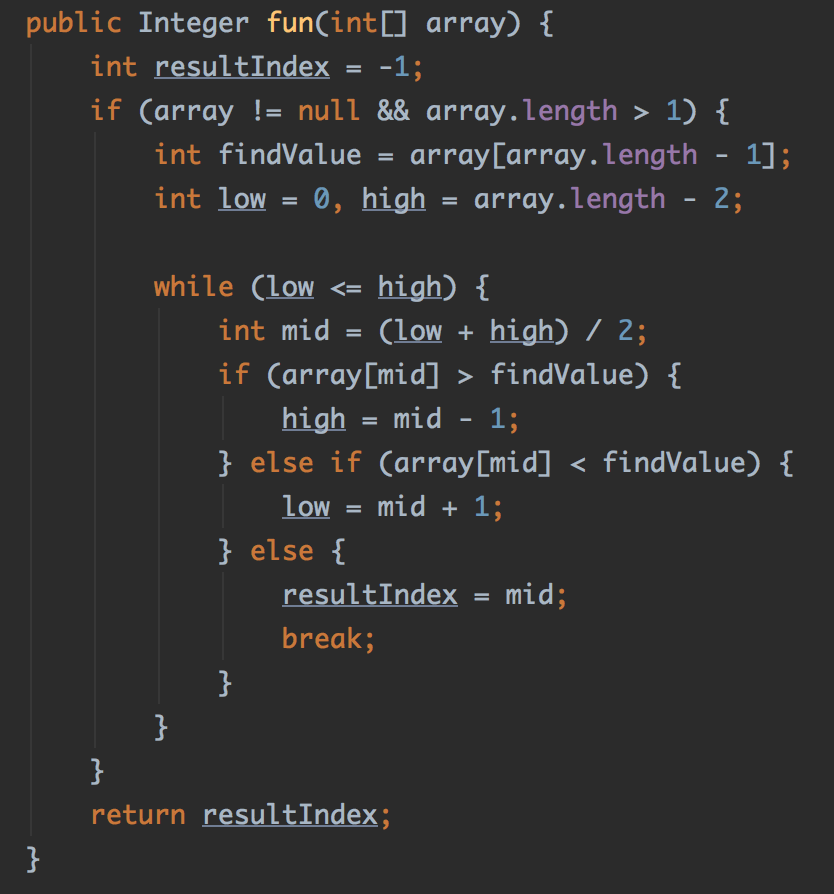 public Integer fun(int[] array) {
    int resultIndex = -1;
    if (array != null && array.length > 1) {
        int findValue = array[array.length - 1];
        int low = 0, high = array.length - 2;

        while (low <= high) {
            int mid = (low + high) / 2;
            if (array[mid] > findValue) {
                high = mid - 1;
            } else if (array[mid] < findValue) {
                low = mid + 1;
            } else {
                resultIndex = mid;
                break;
            }
        }
    }
    return resultIndex;
}